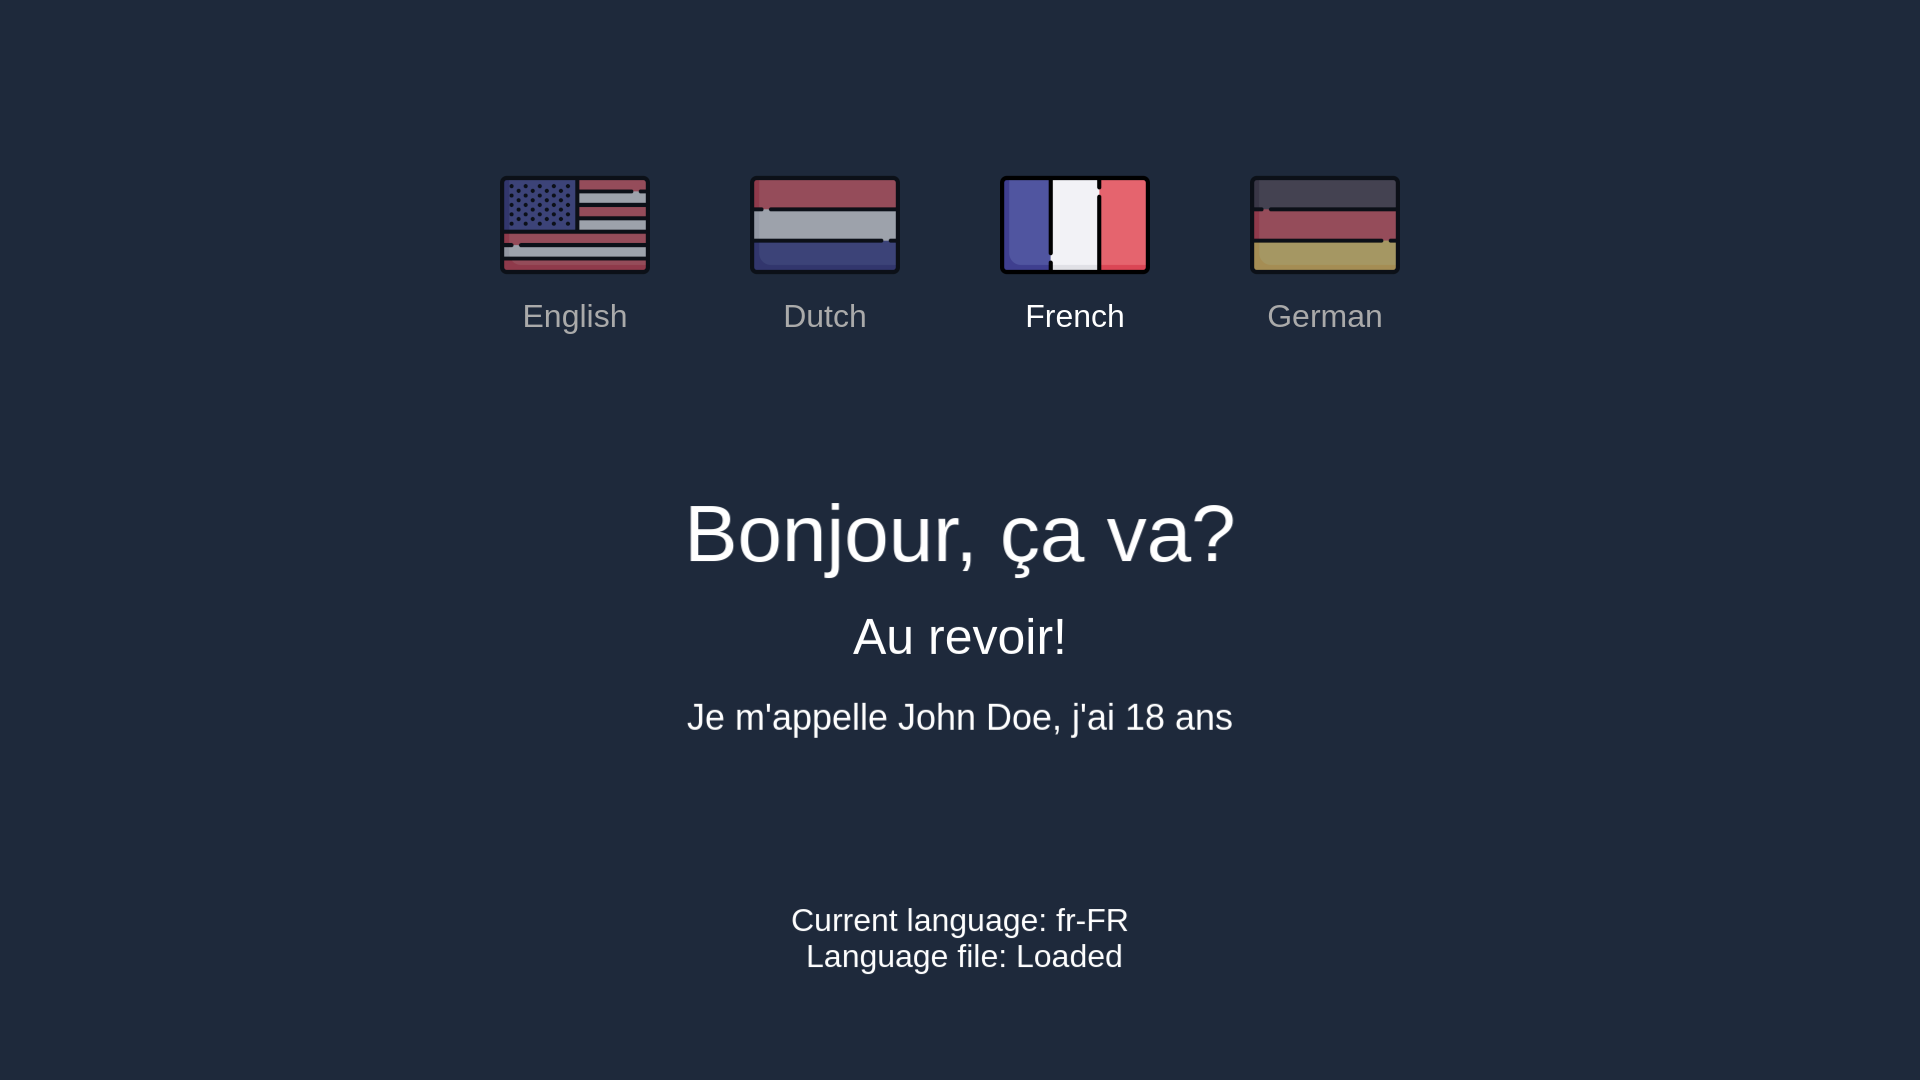 English
Dutch
French
German
Bonjour, ça va?
Au revoir!
Je m'appelle John Doe, j'ai 18 ans
Current language: fr-FR
Language file: Loaded